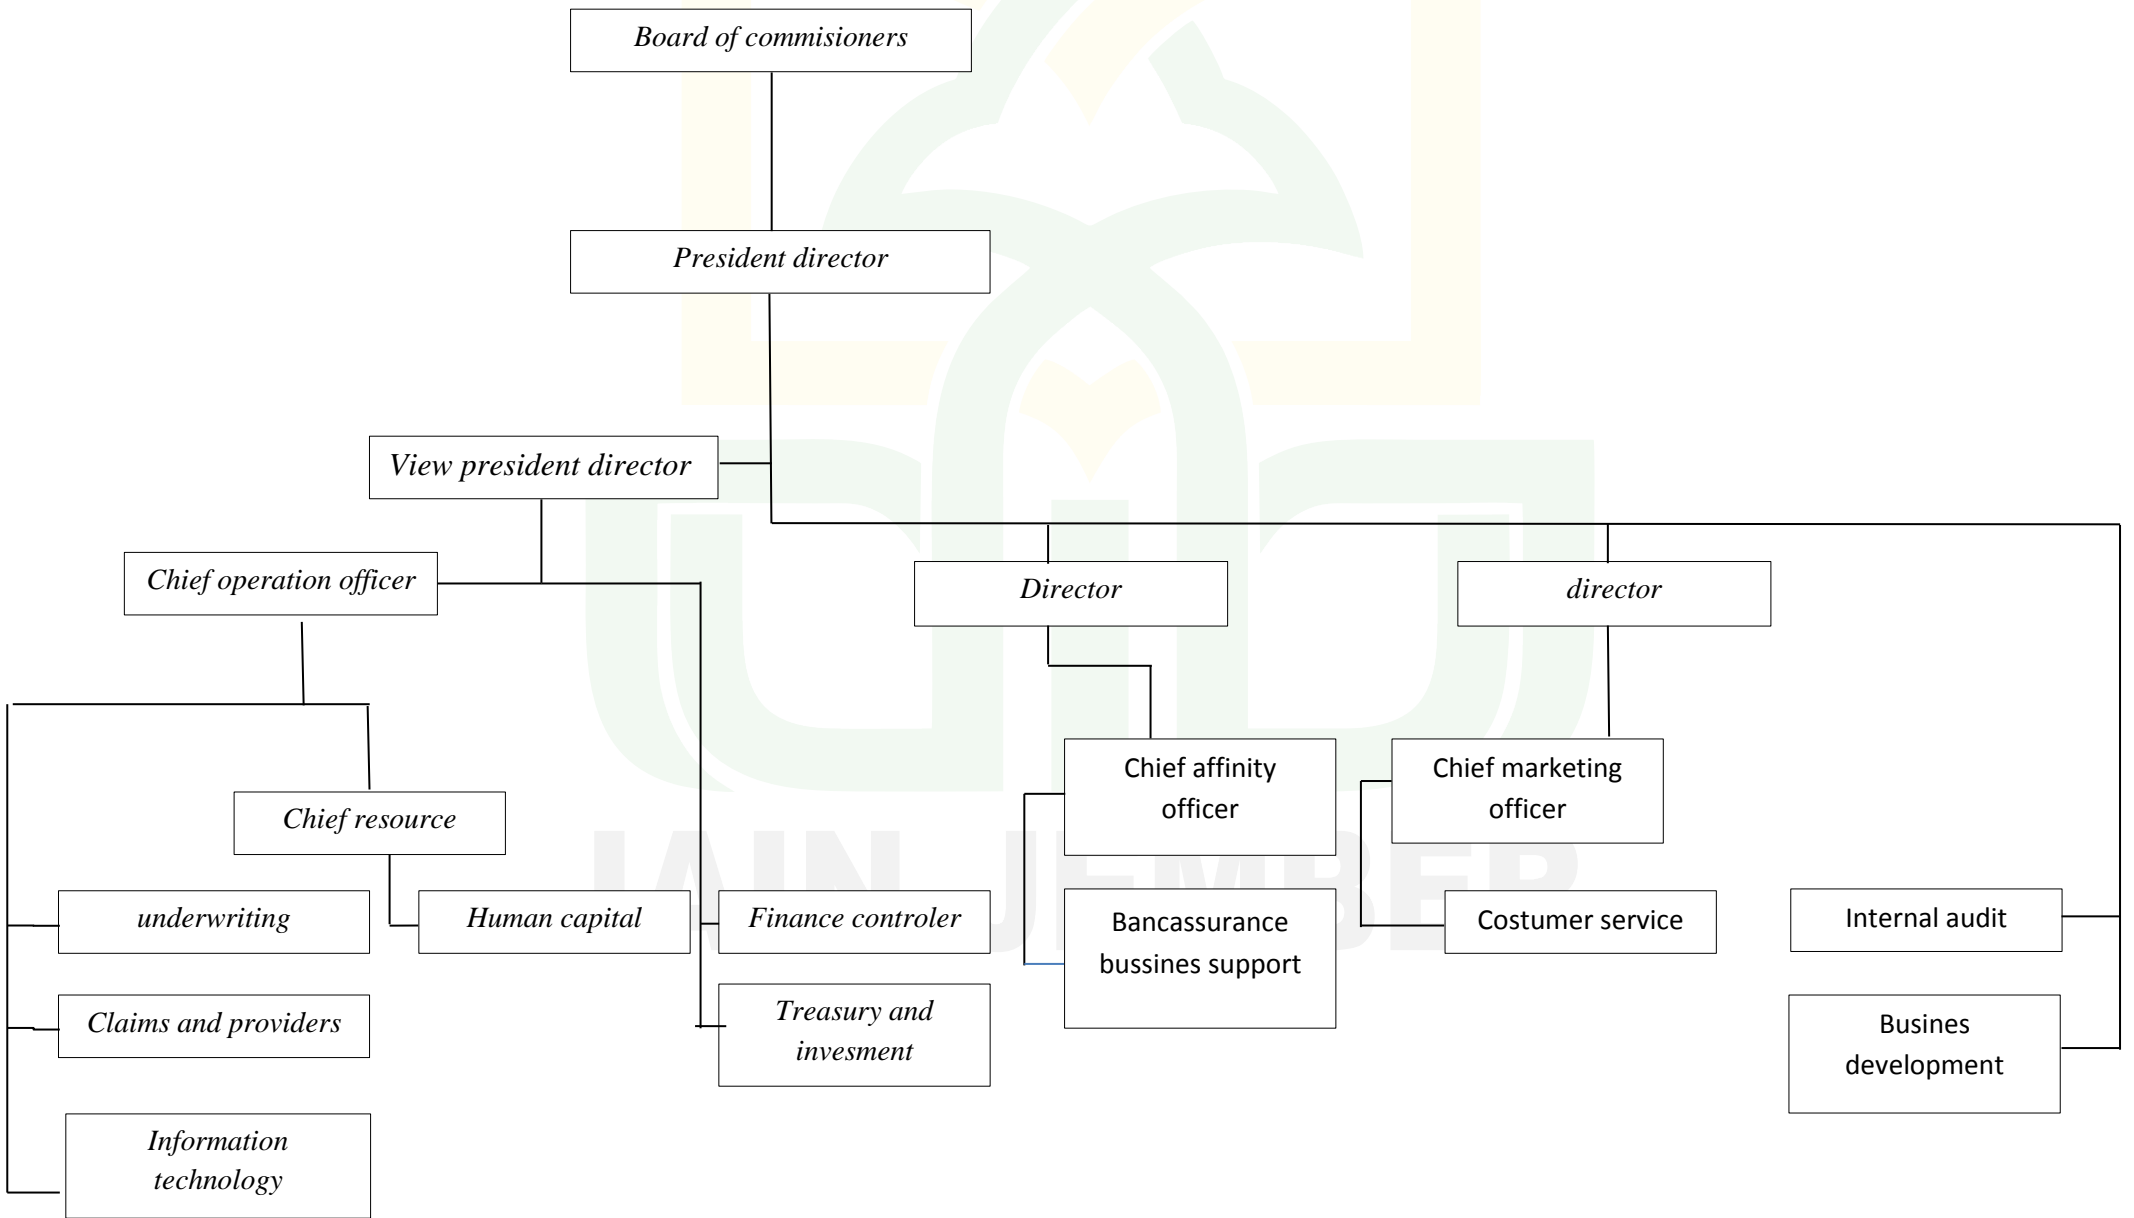 Board of commisioners
President director
View president director
Chief operation officer
Director
director
Chief affinity
officer
Chief marketing
officer
Chief resource
underwriting
Human capital
Finance controler
Bancassurance
bussines support
Costumer service
Internal audit
Claims and providers
Treasury and
invesment
Busines
development
Information
technology
IAIN JEMBER